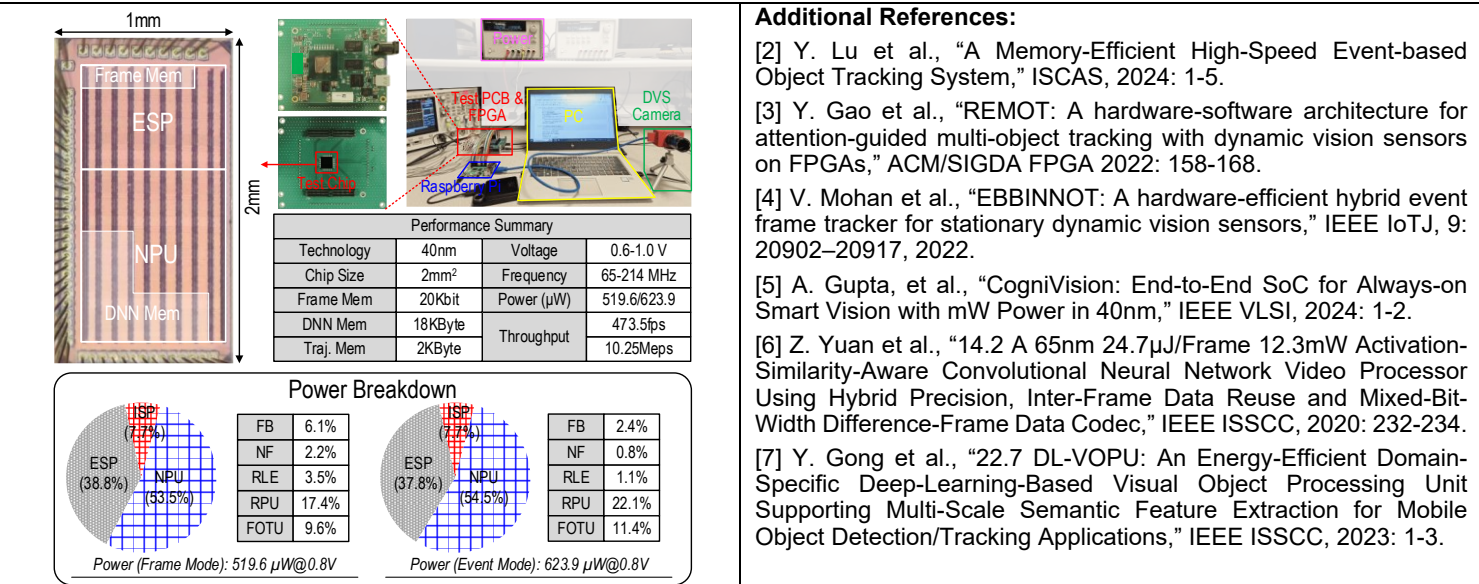 1mm
Frame Mem
ESP
NPU
DNN Mem
2mm
Power
Test PCB &
FPGA
PC
DVS
Camera
Test Chip
Raspberry Pi
Performance Summary
Technology 40nm Voltage 0.6-1.0 V
Chip Size 2mm² Frequency 65-214 MHz
Frame Mem 20Kbit Power (µW) 519.6/623.9
DNN Mem 18KByte Throughput 473.5fps
Traj. Mem 2KByte 10.25Meps
Power Breakdown
ISP
(7.7%)
ESP
(38.8%)
NPU
(53.5%)
FB 6.1%
NF 2.2%
RLE 3.5%
RPU 17.4%
FOTU 9.6%
Power (Frame Mode): 519.6 µW@0.8V
ISP
(7.7%)
ESP
(37.8%)
NPU
(54.5%)
FB 2.4%
NF 0.8%
RLE 1.1%
RPU 22.1%
FOTU 11.4%
Power (Event Mode): 623.9 µW@0.8V
Additional References:
[2] Y. Lu et al., “A Memory-Efficient High-Speed Event-based
Object Tracking System,” ISCAS, 2024: 1-5.
[3] Y. Gao et al., “REMOT: A hardware-software architecture for
attention-guided multi-object tracking with dynamic vision sensors
on FPGAs,” ACM/SIGDA FPGA 2022: 158-168.
[4] V. Mohan et al., “EBBINNOT: A hardware-efficient hybrid event
frame tracker for stationary dynamic vision sensors,” IEEE IoTJ, 9:
20902–20917, 2022.
[5] A. Gupta, et al., “CogniVision: End-to-End SoC for Always-on
Smart Vision with mW Power in 40nm,” IEEE VLSI, 2024: 1-2.
[6] Z. Yuan et al., “14.2 A 65nm 24.7µJ/Frame 12.3mW Activation-
Similarity-Aware Convolutional Neural Network Video Processor
Using Hybrid Precision, Inter-Frame Data Reuse and Mixed-Bit-
Width Difference-Frame Data Codec,” IEEE ISSCC, 2020: 232-234.
[7] Y. Gong et al., “22.7 DL-VOPU: An Energy-Efficient Domain-
Specific Deep-Learning-Based Visual Object Processing Unit
Supporting Multi-Scale Semantic Feature Extraction for Mobile
Object Detection/Tracking Applications,” IEEE ISSCC, 2023: 1-3.